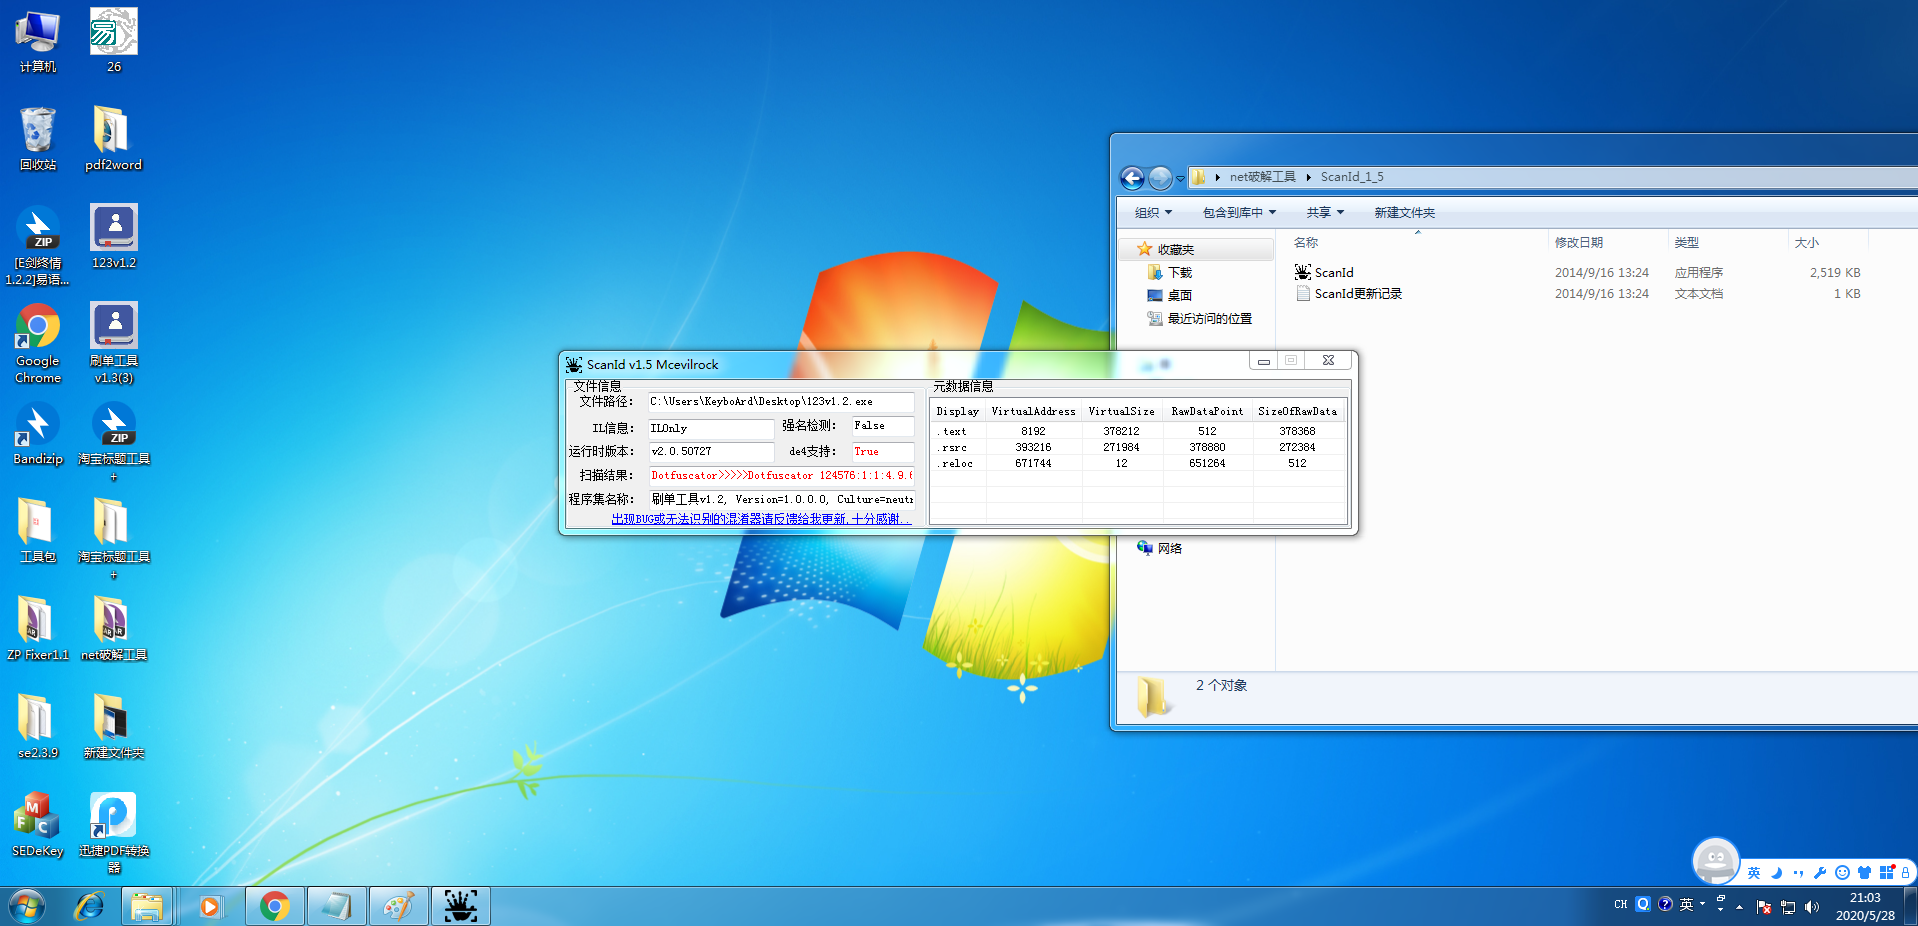 计算机
26
回收站
pdf2word
ZIP
[E剑终情
1.2.2]易语...
123v1.2
Google
Chrome
刷单工具
v1.3(3)
Bandizip
ZIP
淘宝标题工具
+
工具包
淘宝标题工具
+
ZP Fixer1.1
net破解工具
se2.3.9
新建文件夹
SEDeKey
迅捷PDF转换
器
net破解工具
ScanId_1_5
组织
包含到库中
共享
新建文件夹
收藏夹
下载
桌面
最近访问的位置
网络
名称
修改日期
类型
大小
ScanId
2014/9/16 13:24
应用程序
2,519 KB
ScanId更新记录
2014/9/16 13:24
文本文档
1 KB
2 个对象
ScanId v1.5 Mcevilrock
文件信息
文件路径:
C:\Users\KeyboArd\Desktop\123v1.2.exe
IL信息:
ILOnly
强名检测:
False
运行时版本:
v2.0.50727
de4支持:
True
扫描结果:
Dotfuscator>>>>>Dotfuscator 124576:1:1:4.9.6
程序集名称:
刷单工具v1.2, Version=1.0.0.0, Culture=neutr
出现BUG或无法识别的混淆器请反馈给我更新,十分感谢...
元数据信息
Display VirtualAddress VirtualSize RawDataPoint SizeOfRawData
.text 8192 378212 512 378368
.rsrc 393216 271984 378880 272384
.reloc 671744 12 651264 512
英
CH
英
21:03
2020/5/28